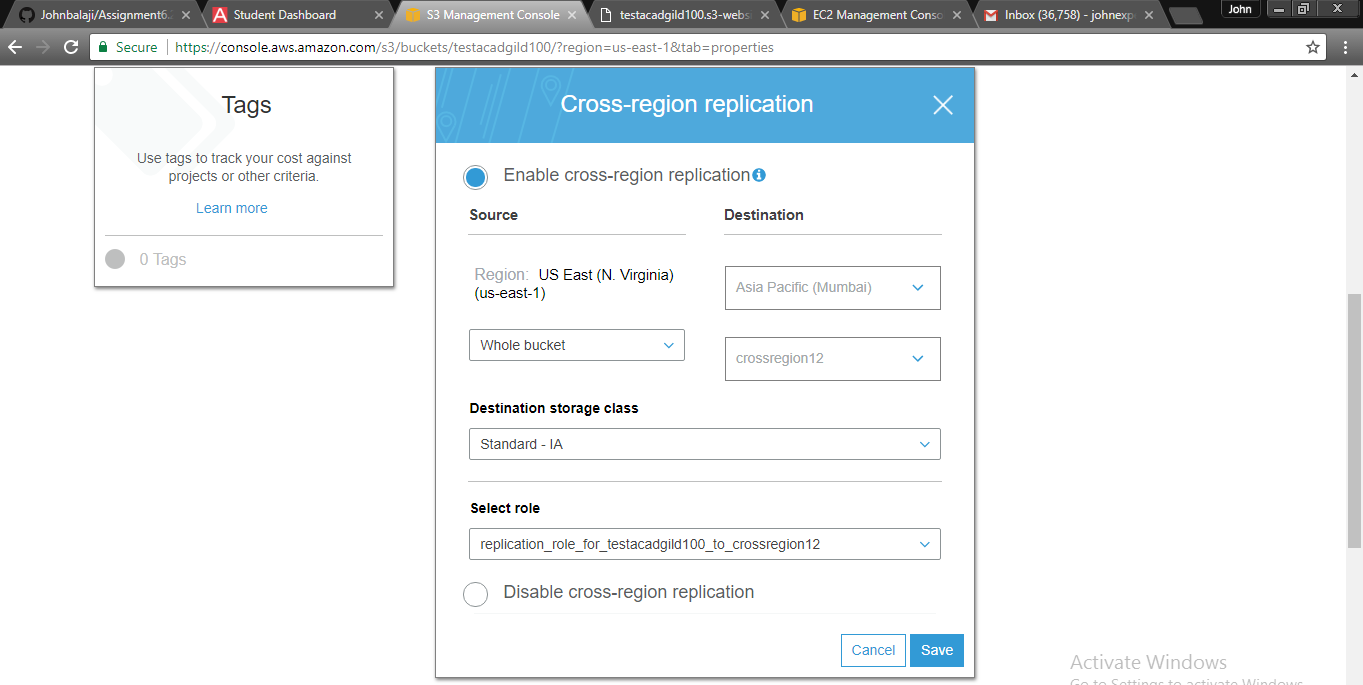 Johnbalaji/Assignment6.
Student Dashboard
S3 Management Console
testacadgild100.s3-webs
EC2 Management Conso
Inbox (36,758) - johnexp
John
Secure
https://console.aws.amazon.com/s3/buckets/testacadgild100/?region=us-east-1&tab=properties
Tags
Use tags to track your cost against
projects or other criteria.
Learn more
0 Tags
Cross-region replication
Enable cross-region replication
Source
Destination
Region: US East (N. Virginia)
(us-east-1)
Asia Pacific (Mumbai)
Whole bucket
crossregion12
Destination storage class
Standard - IA
Select role
replication_role_for_testacadgild100_to_crossregion12
Disable cross-region replication
Cancel
Save
Activate Windows
Go to Settings to activate Windows.